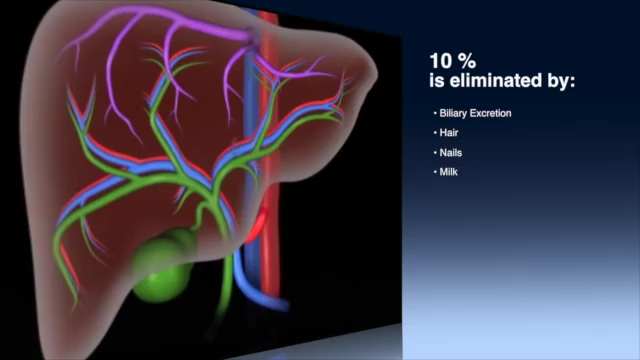 10 %
is eliminated by:
• Biliary Excretion
• Hair
• Nails
• Milk